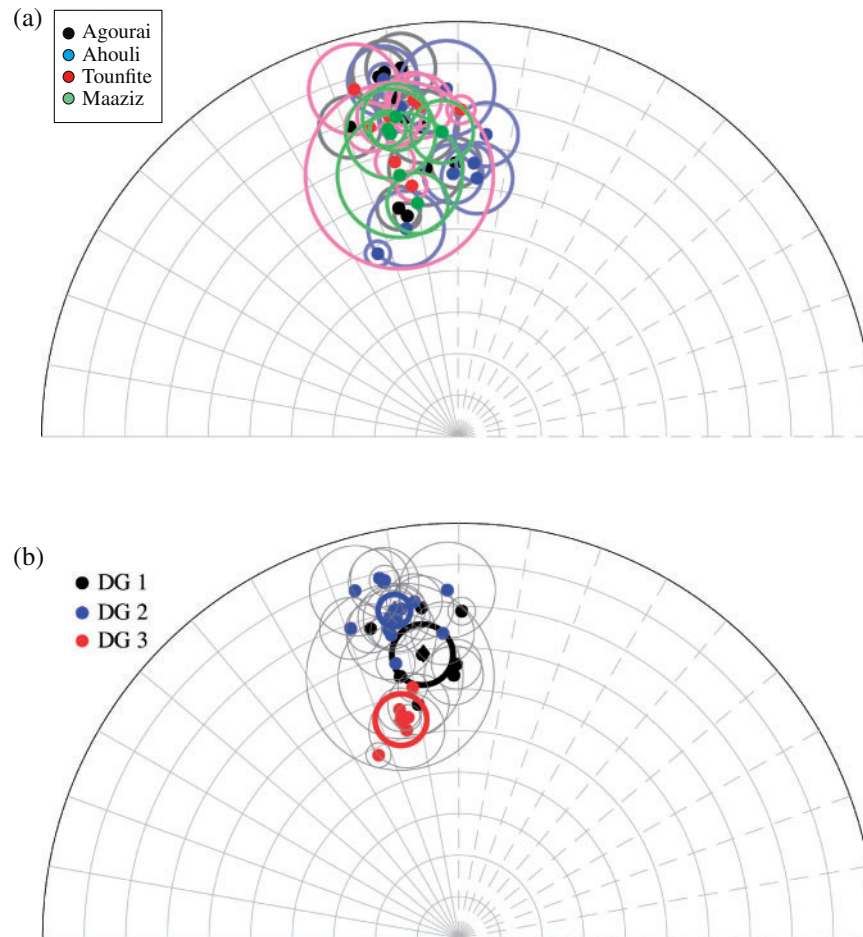 (a)
Agourai
Ahouli
Tounfite
Maaziz
(b)
DG 1
DG 2
DG 3